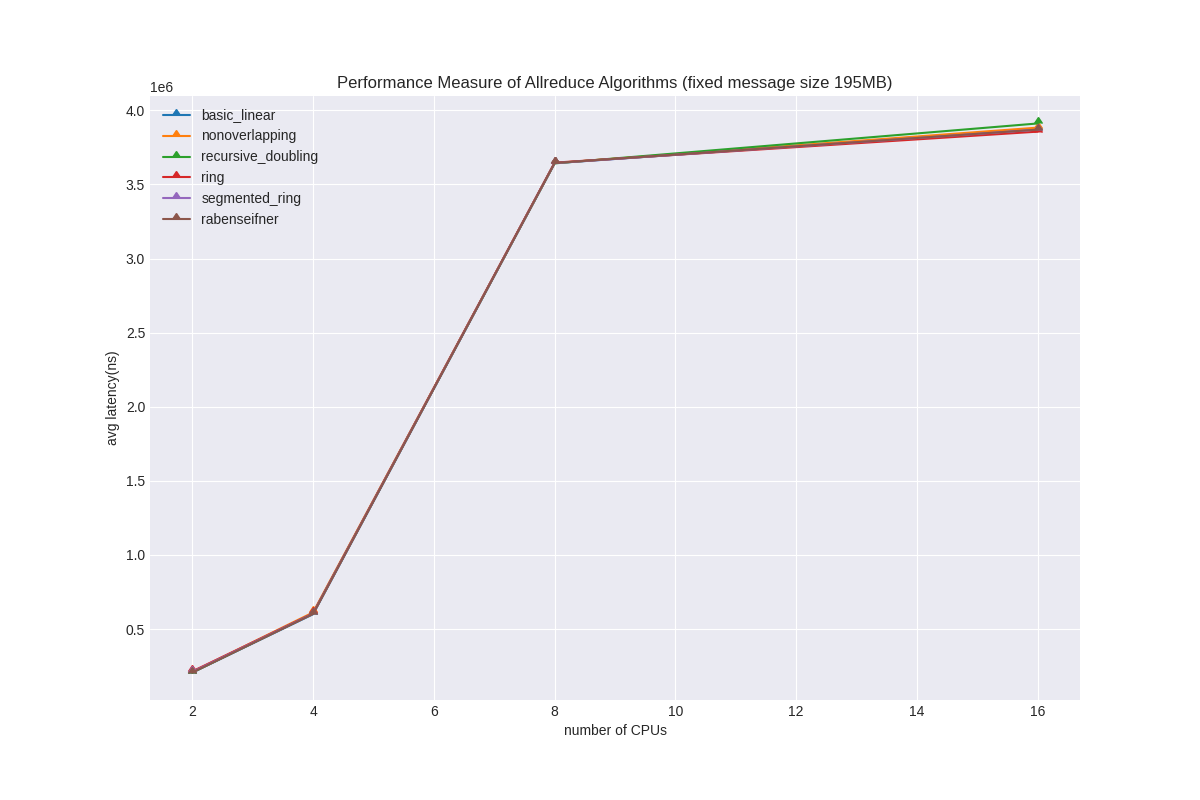 Performance Measure of Allreduce Algorithms (fixed message size 195MB)
1e6
4.0
3.5
3.0
2.5
2.0
1.5
1.0
0.5
avg latency(ns)
basic_linear
nonoverlapping
recursive_doubling
ring
segmented_ring
rabenseifner
2 4 6 8 10 12 14 16
number of CPUs